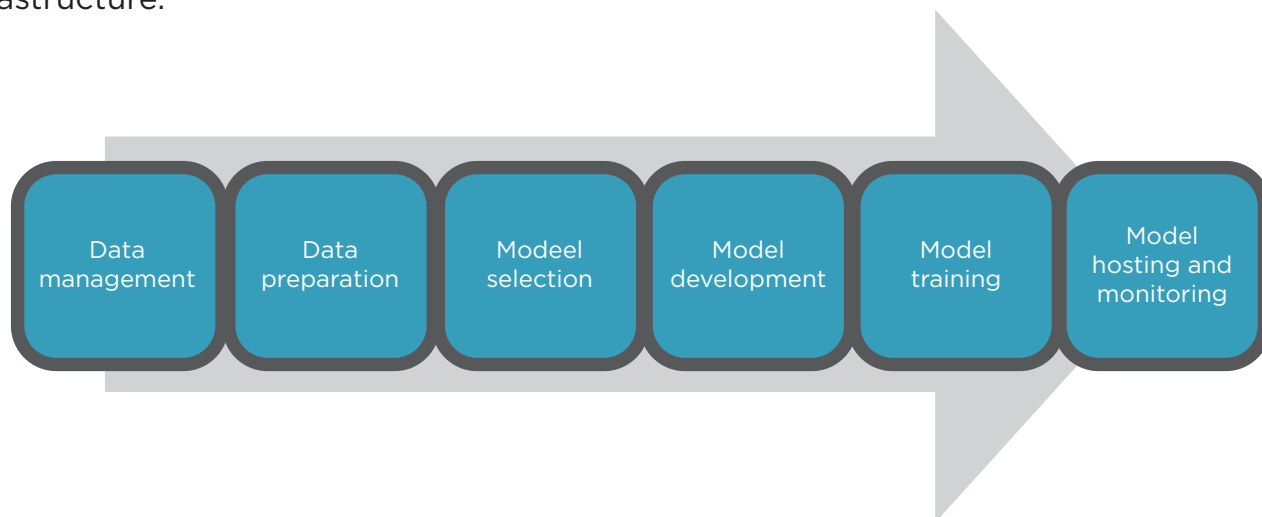 astructure.
Data
management
Data
preparation
Modeel
selection
Model
development
Model
training
Model
hosting and
monitoring